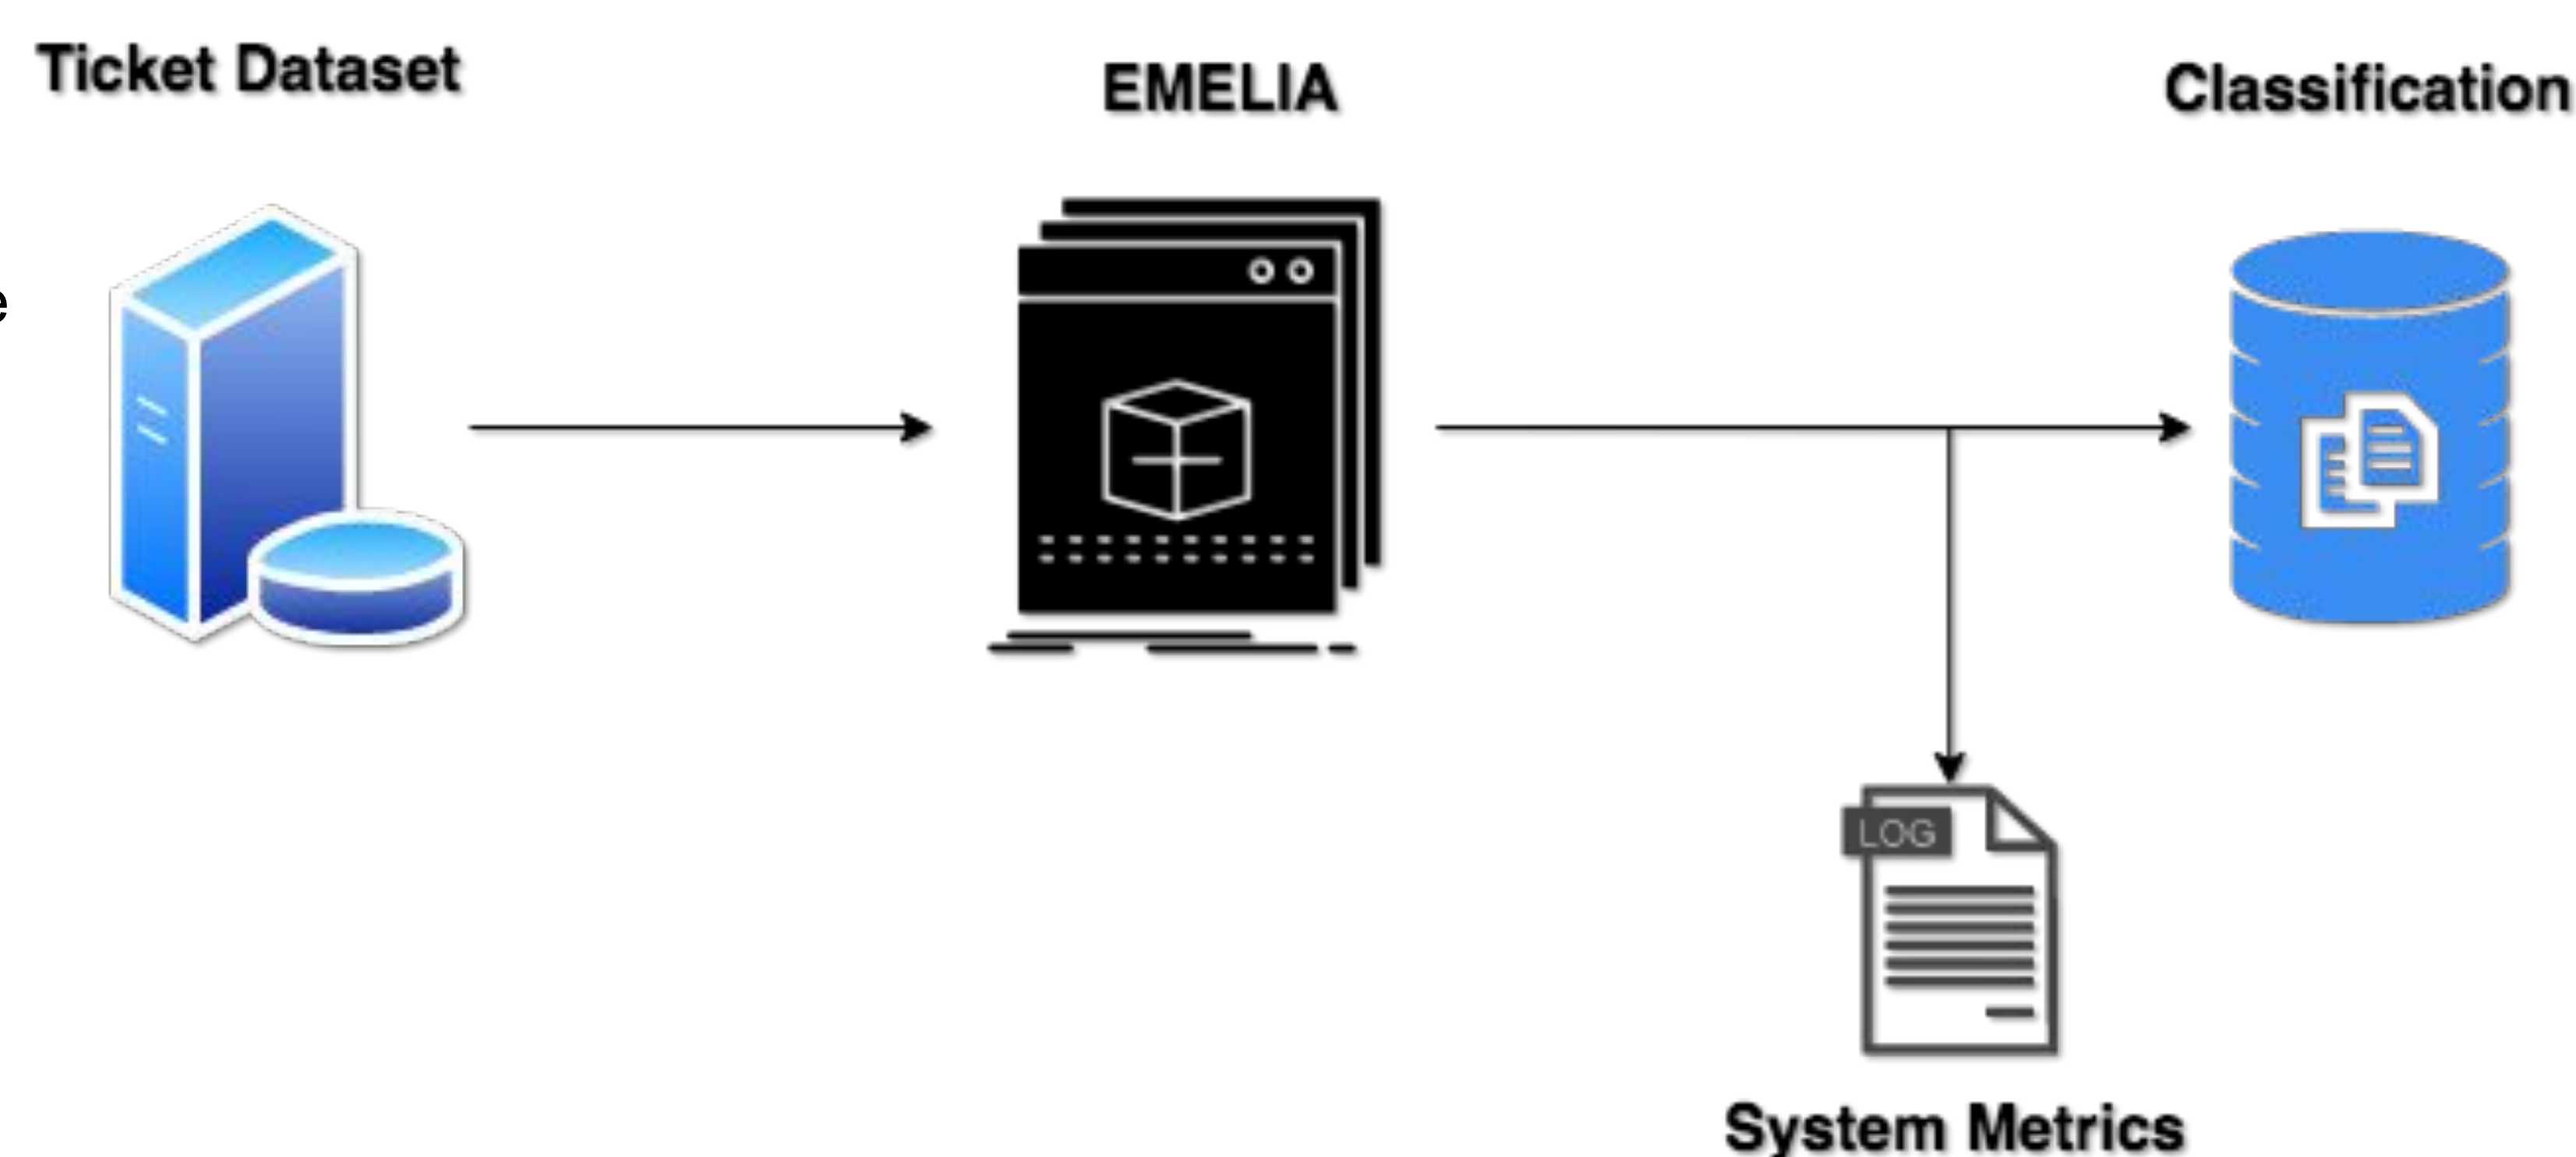 Ticket Dataset
EMELIA
Classification
e
LOG
System Metrics